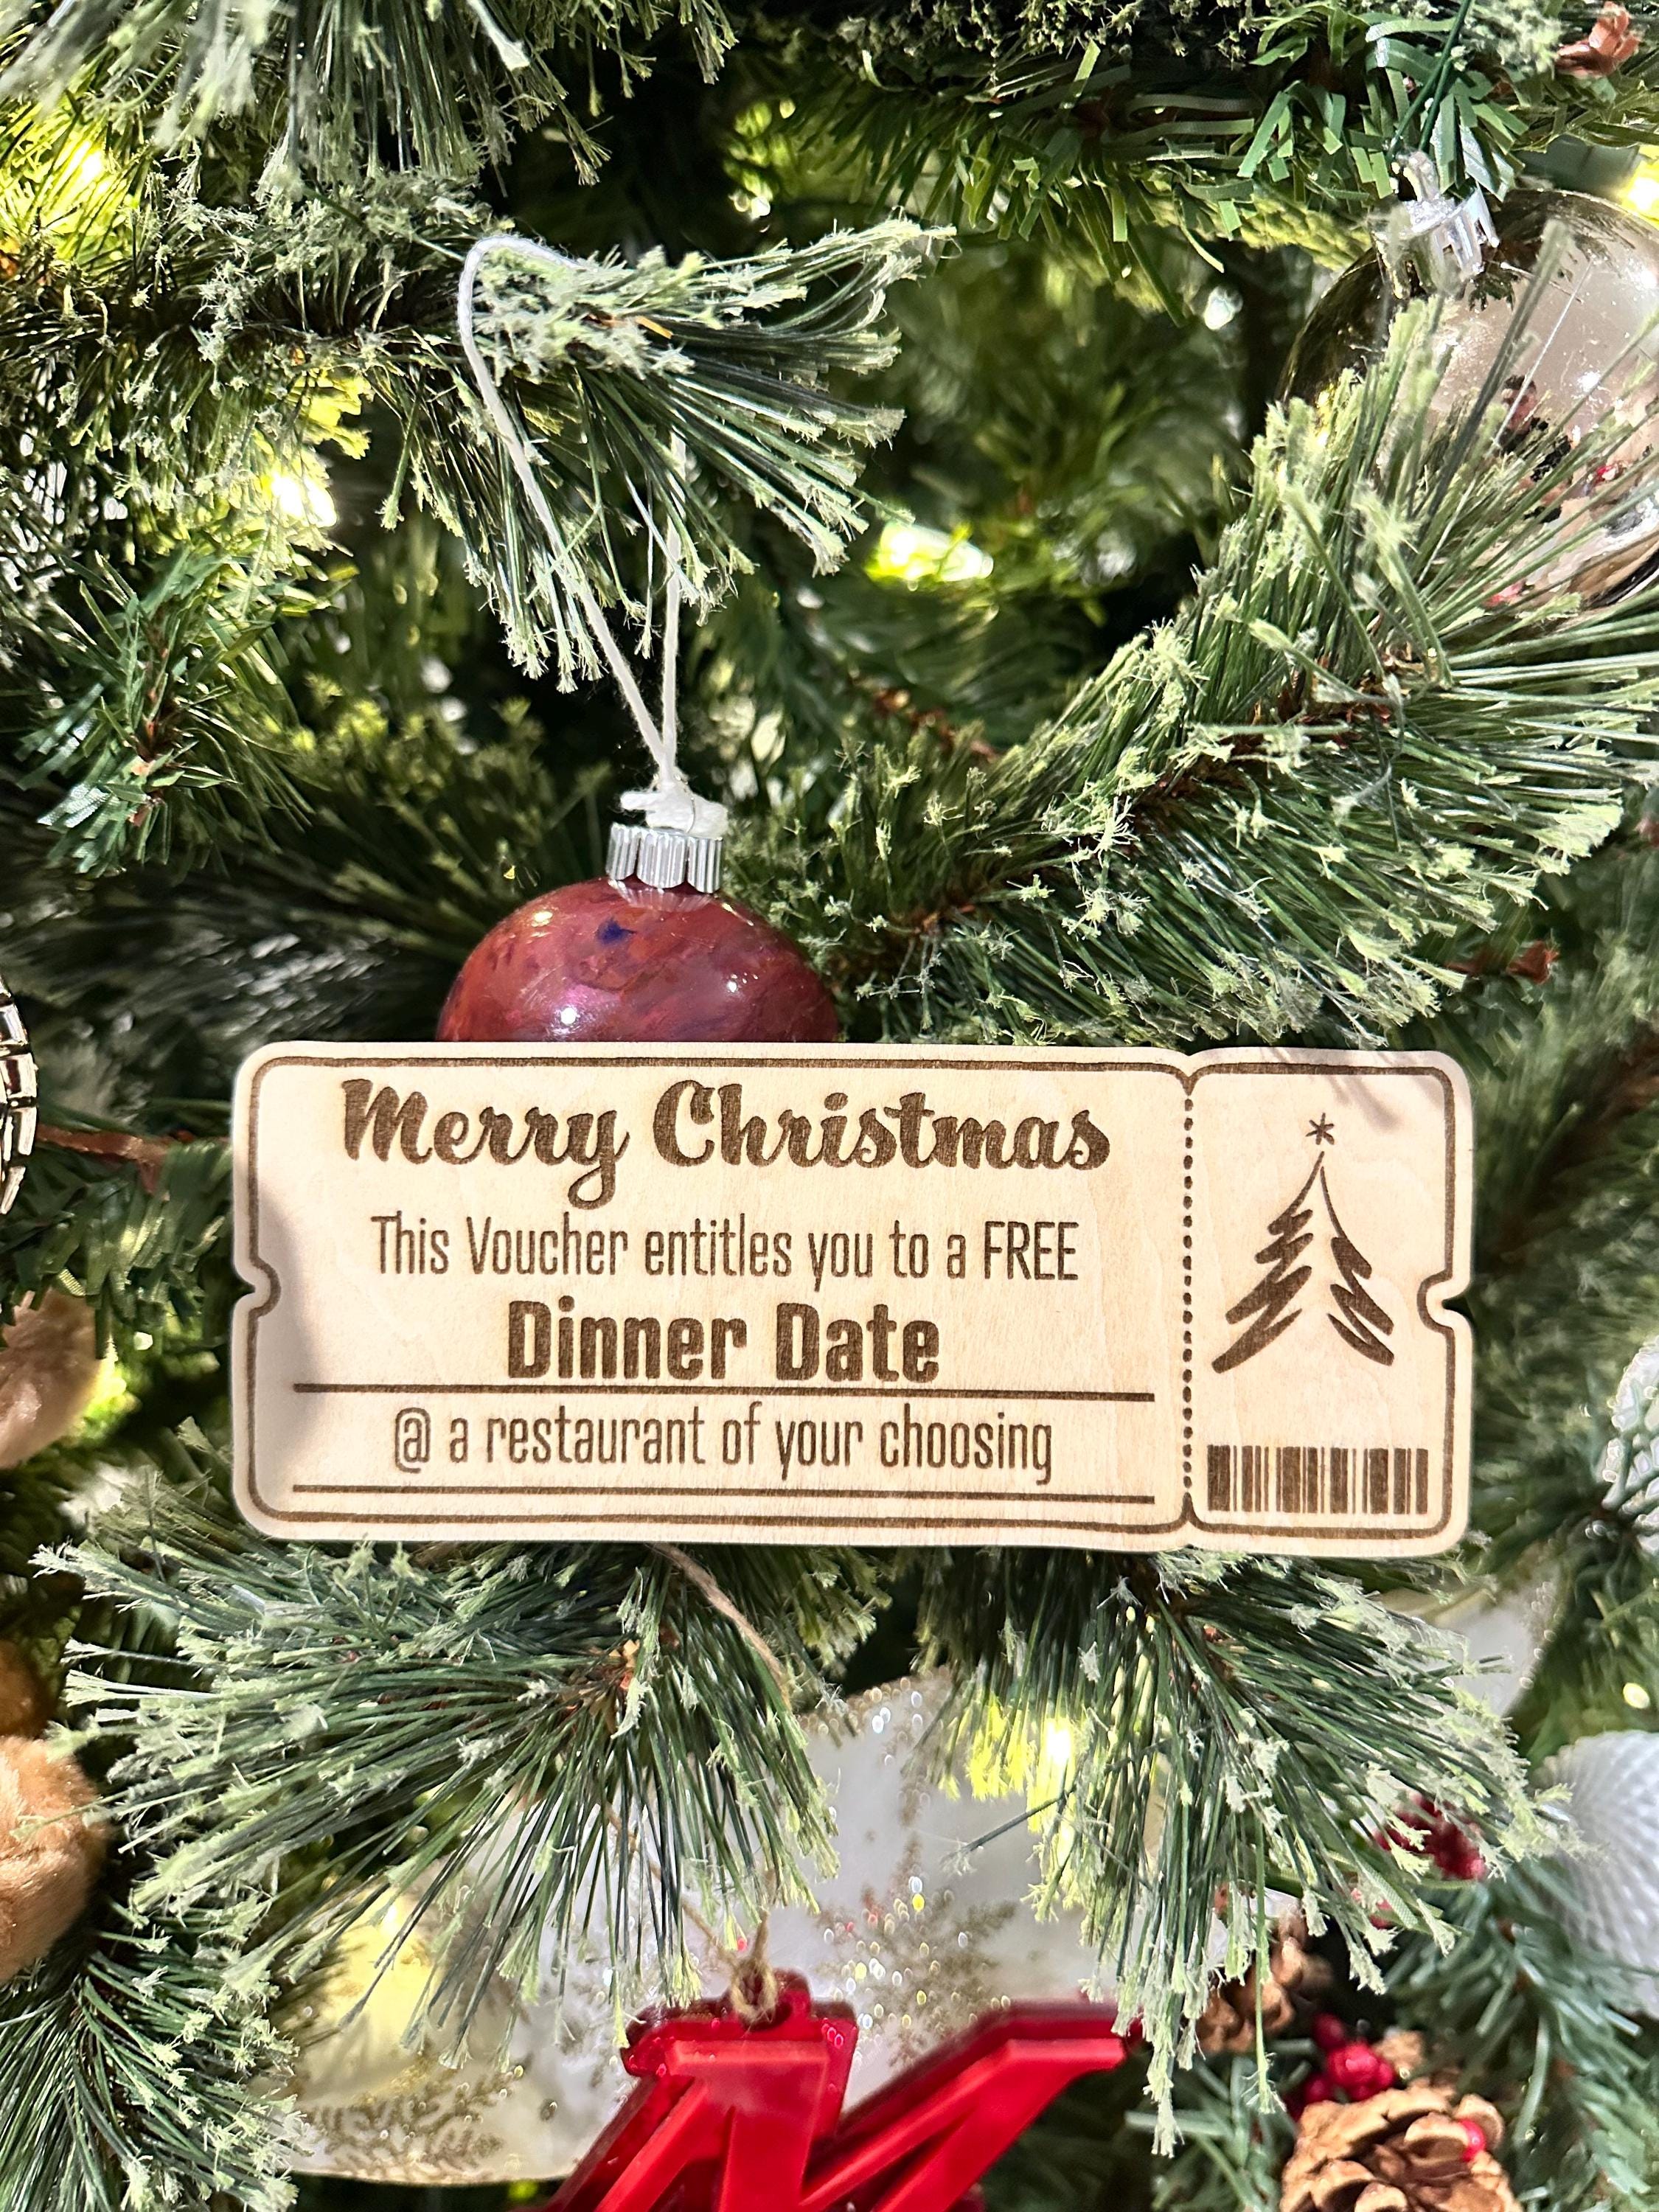 Merry Christmas
This Voucher entitles you to a FREE
Dinner Date
@ a restaurant of your choosing